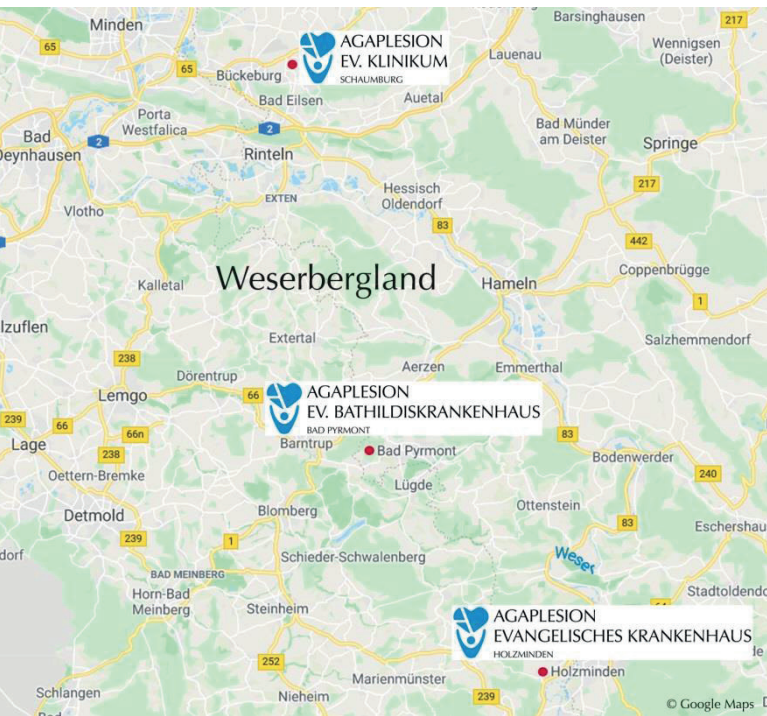 Barsinghausen
217
Minden
65
AGAPLESION
EV. KLINIKUM
SCHAUMBURG
Wennigsen
(Deister)
Lauenau
65
Bückeburg
Bad Eilsen
Auetal
Porta
Westfalica
2
Bad Münder
am Deister
Bad
Oeynhausen
2
Rinteln
Springe
217
Hessisch
Oldendorf
EXTEN
Vlotho
83
442
Weserbergland
Coppenbrügge
Kalletal
Hameln
1
lzuflen
Extertal
Salzhemmendorf
238
Aerzen
Emmerthal
Dörentrup
Lemgo
66
AGAPLESION
EV. BATHILDISKRANKENHAUS
BAD PYRMONT
239
66
66n
83
Lage
Barntrup
Bad Pyrmont
238
Bodenwerder
Oettern-Bremke
240
Lügde
Ottenstein
Blomberg
Detmold
83
Eschershau
239
1
dorf
Schieder-Schwalenberg
Weser
BAD MEINBERG
Stadtoldendo
Horn-Bad
Meinberg
Steinheim
64
AGAPLESION
EVANGELISCHES KRANKENHAUS
HOLZMINDEN
de
252
Holzminden
Marienmünster
Schlangen
Nieheim
239
© Google Maps